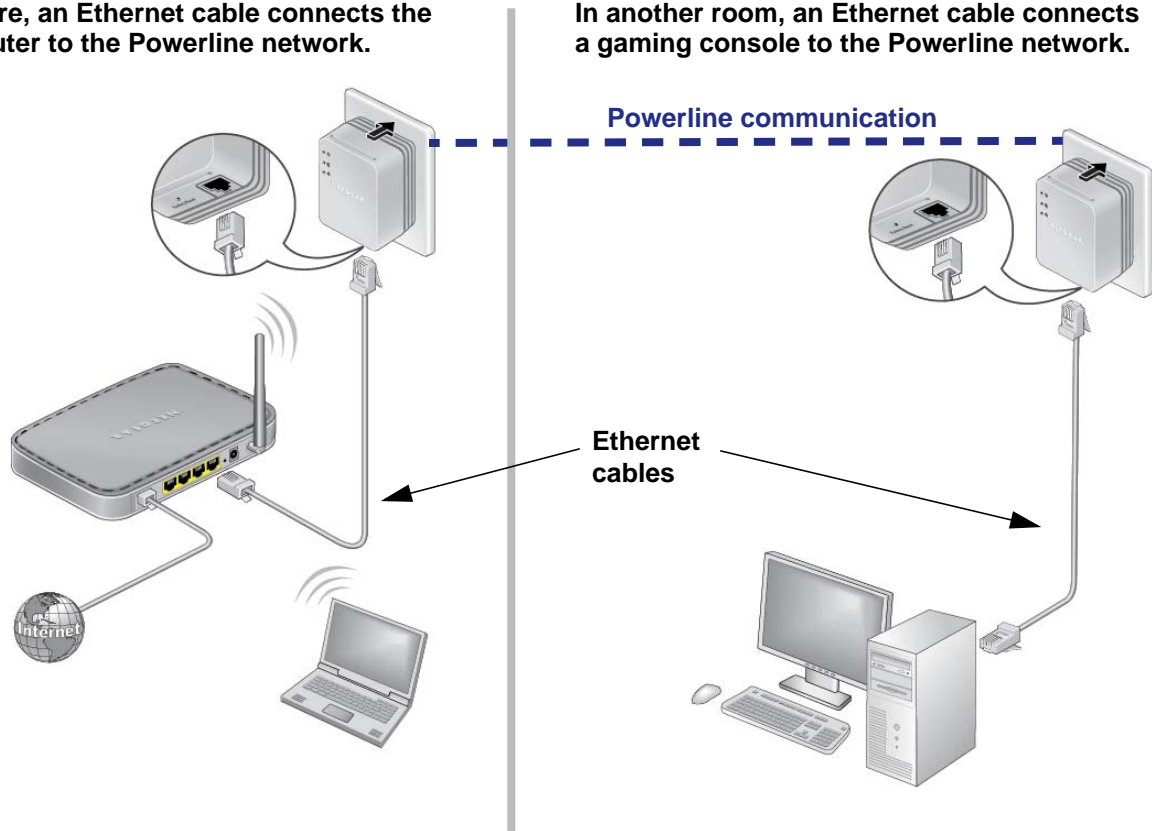 re, an Ethernet cable connects the
uter to the Powerline network.
In another room, an Ethernet cable connects
a gaming console to the Powerline network.
Powerline communication
Ethernet
cables
NETGEAR
Internet